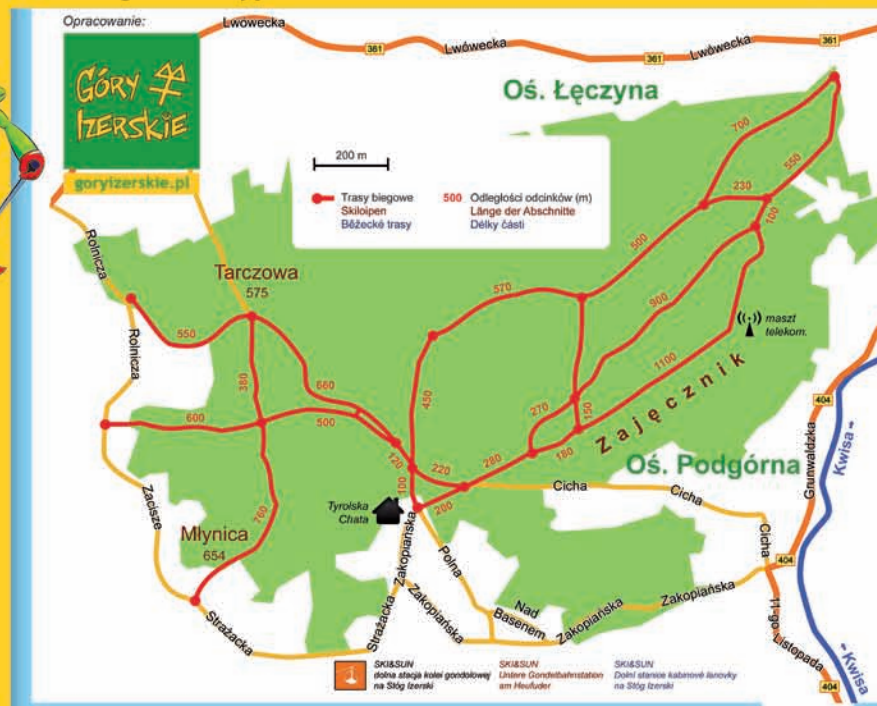 Opracowanie:
GÓRY
IZERSKIE
goryizerskie.pl
Lwówecka
361
Lwówecka
361
Lwówecka
361
Oś. Łęczyna
200 m
Trasy biegowe
Skiloipen
Běžecké trasy
500 Odległości odcinków (m)
Länge der Abschnitte
Délky části
700
550
230
100
500
570
900
1100
maszt
telekom.
Zajęcznik
Rolnicza
Rolnicza
Tarczowa
575
550
380
660
600
500
450
270
150
180
280
220
120
100
200
760
Oś. Podgórna
Cicha
Cicha
Cicha
404
Grunwaldzka
Kwisa
404
11-go
Listopada
Kwisa
404
Tyrolska
Chata
Zacisze
Młynica
654
Strażacka
Strażacka
Zakopiańska
Zakopiańska
Polna
Nad
Basenem
Zakopiańska
Zakopiańska
SKI&SUN
dolna stacja kolei gondolowej
na Stóg Izerski
SKI&SUN
Untere Gondelbahnstation
am Heufuder
SKI&SUN
Dolní stanice kabinové lanovky
na Stóg Izerski